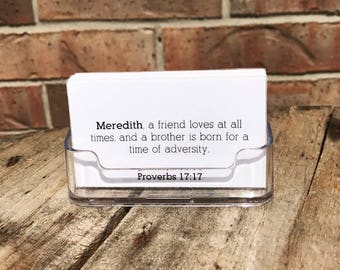 Meredith, a friend loves at all
times, and a brother is born for a
time of adversity.
Proverbs 17:17